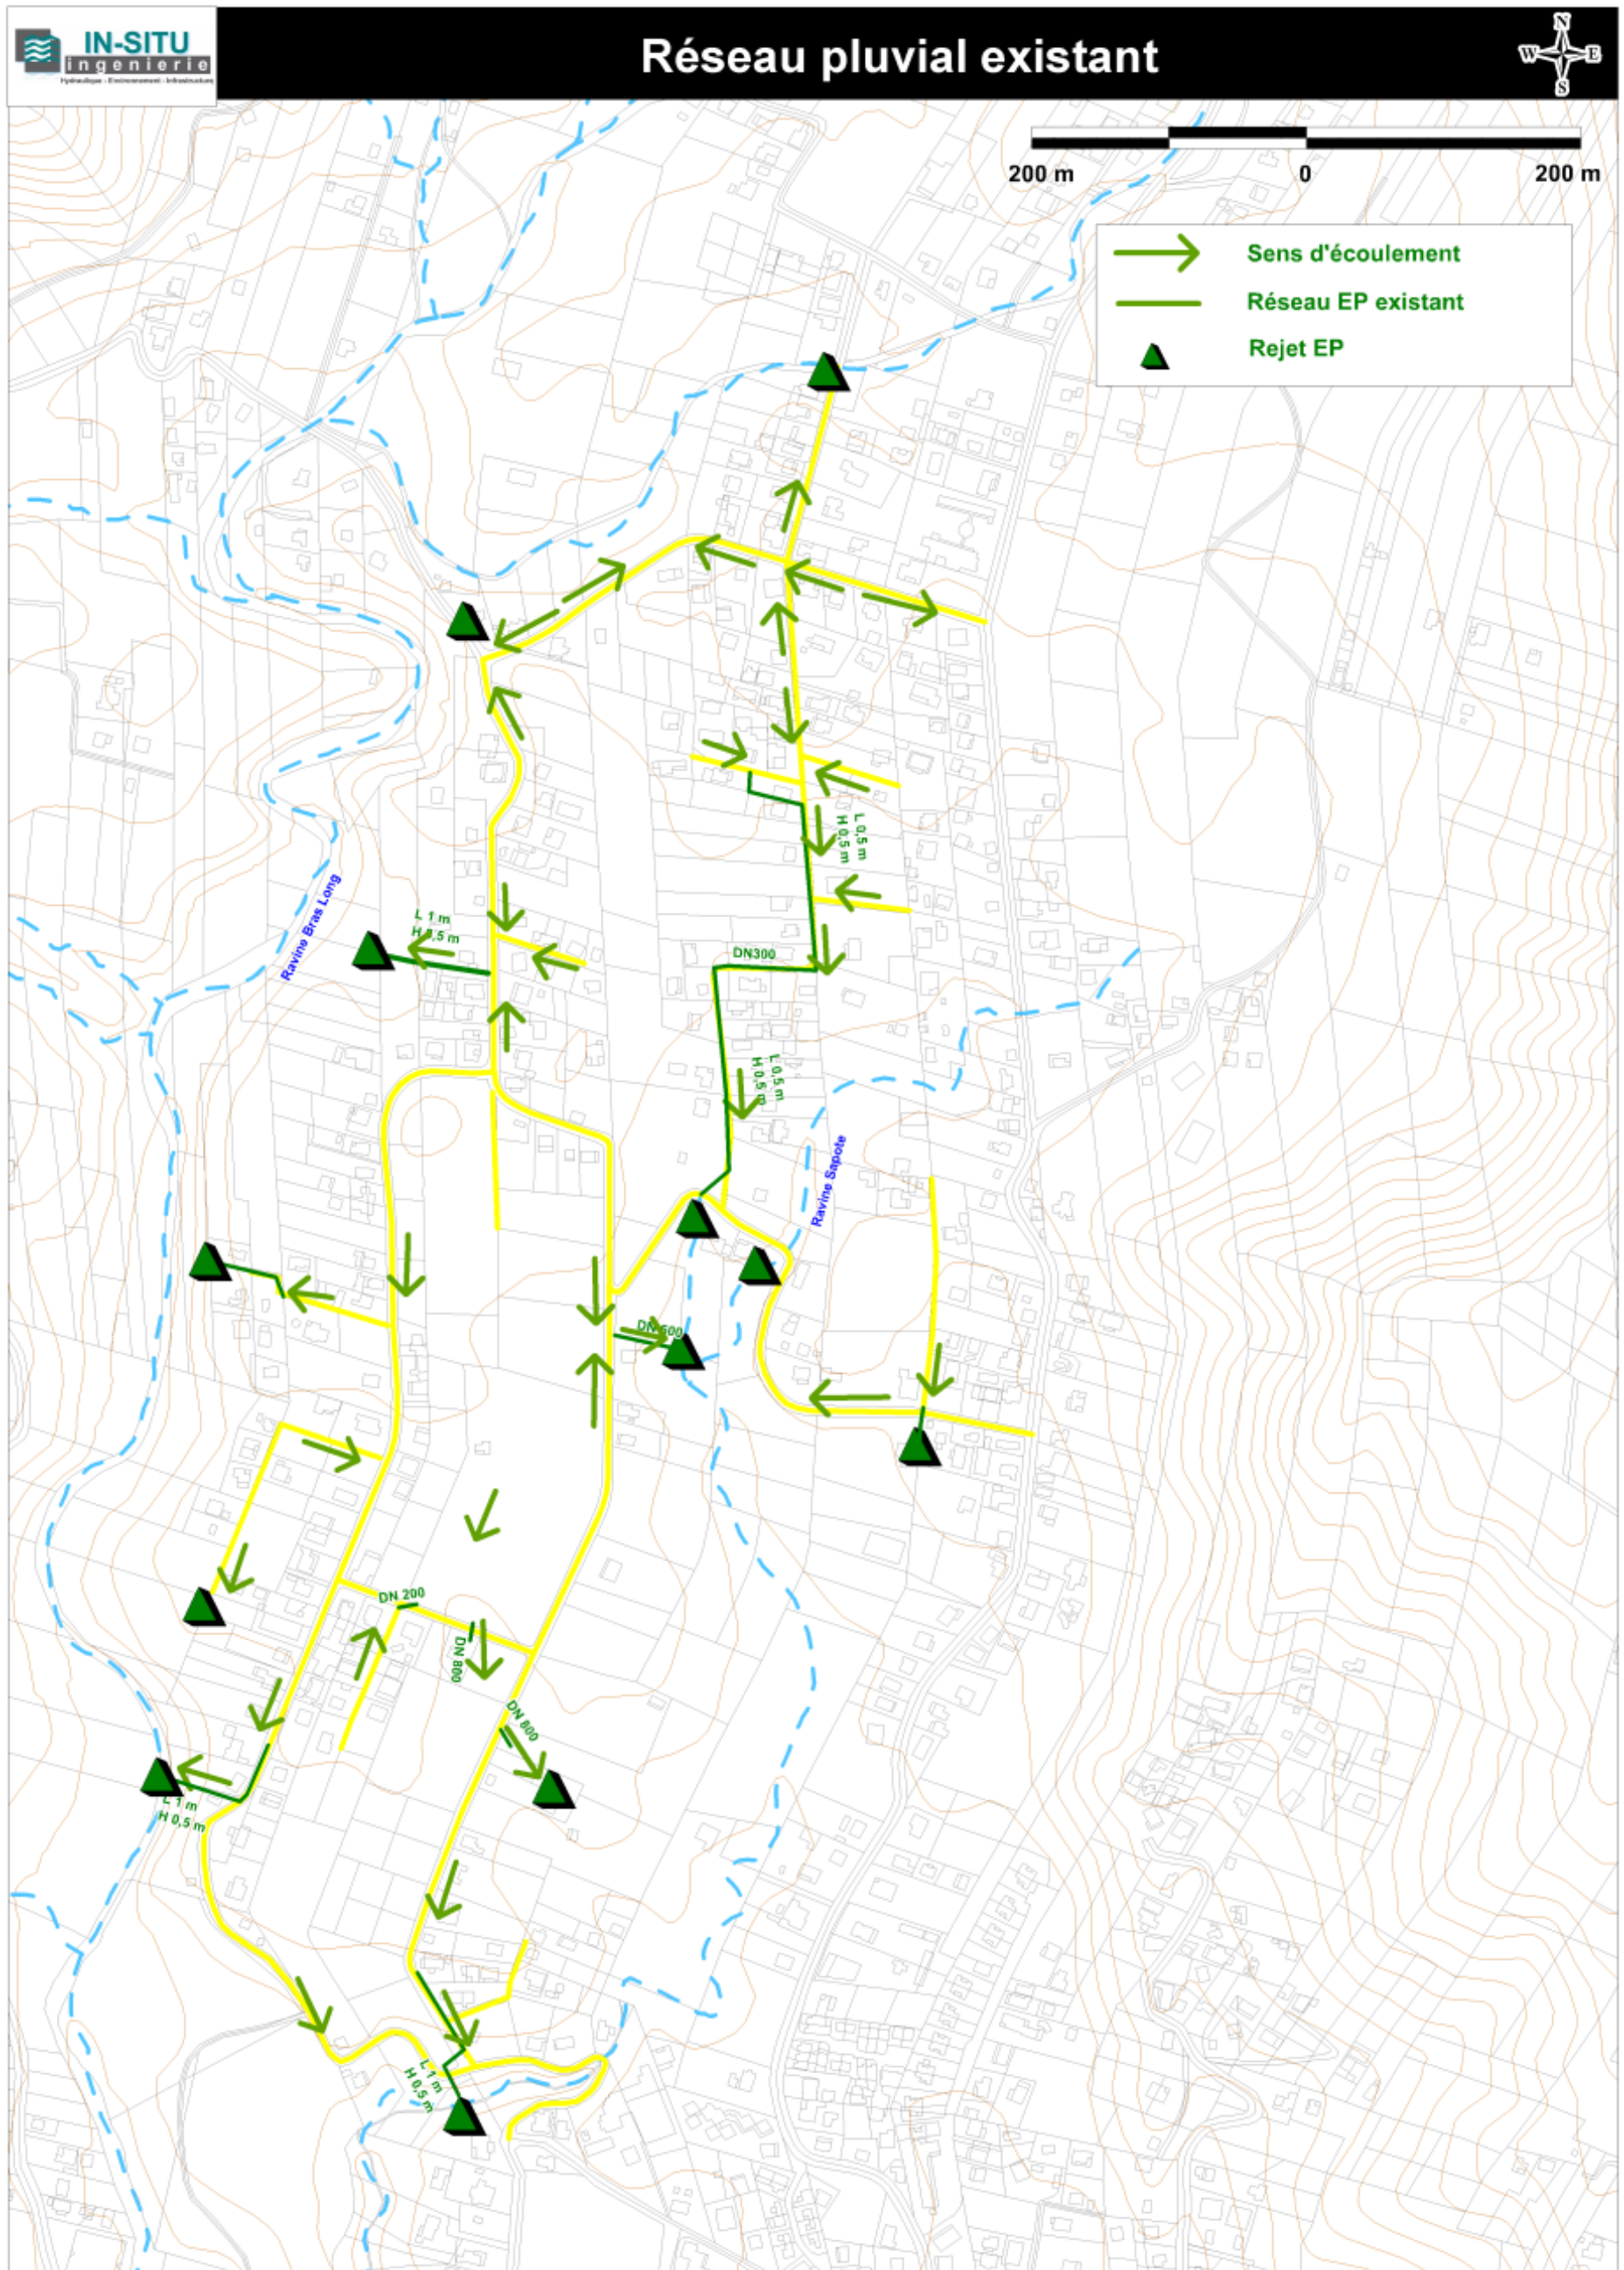 IN-SITU
ingenierie
Hydraulique - Environnement - Infrastructure
Réseau pluvial existant
N
W
E
S
200 m
0
200 m
Sens d'écoulement
Réseau EP existant
Rejet EP
L 0,5 m
H 0,5 m
Ravine Bras Long
L 1 m
H 0,5 m
DN300
L 0,5 m
H 0,5 m
Ravine Sapote
DN 600
DN 200
DN 800
DN 800
L 1 m
H 0,5 m
L 1 m
H 0,5 m